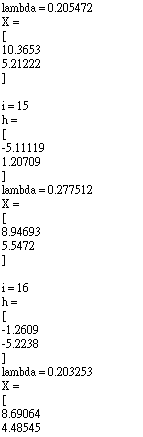 lambda = 0.205472
X =
[
10.3653
5.21222
]
i = 15
h =
[
-5.11119
1.20709
]
lambda = 0.277512
X =
[
8.94693
5.5472
]
i = 16
h =
[
-1.2609
-5.2238
]
lambda = 0.203253
X =
[
8.69064
4.48545